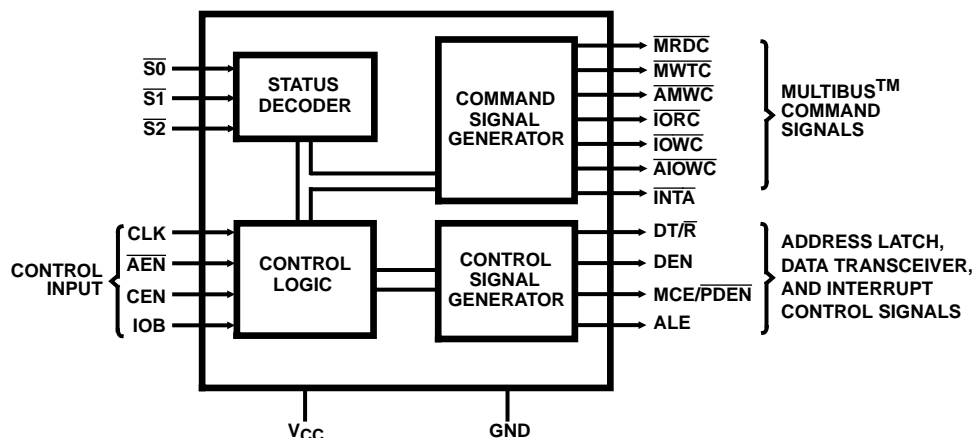 S0
S1
S2
STATUS
DECODER
COMMAND
SIGNAL
GENERATOR
MRDC
MWTC
AMWC
IORC
IOWC
AIOWC
INTA
MULTIBUS™
COMMAND
SIGNALS
CONTROL
INPUT
CLK
AEN
CEN
IOB
CONTROL
LOGIC
CONTROL
SIGNAL
GENERATOR
DT/R
DEN
MCE/PDEN
ALE
ADDRESS LATCH,
DATA TRANSCEIVER,
AND INTERRUPT
CONTROL SIGNALS
VCC
GND